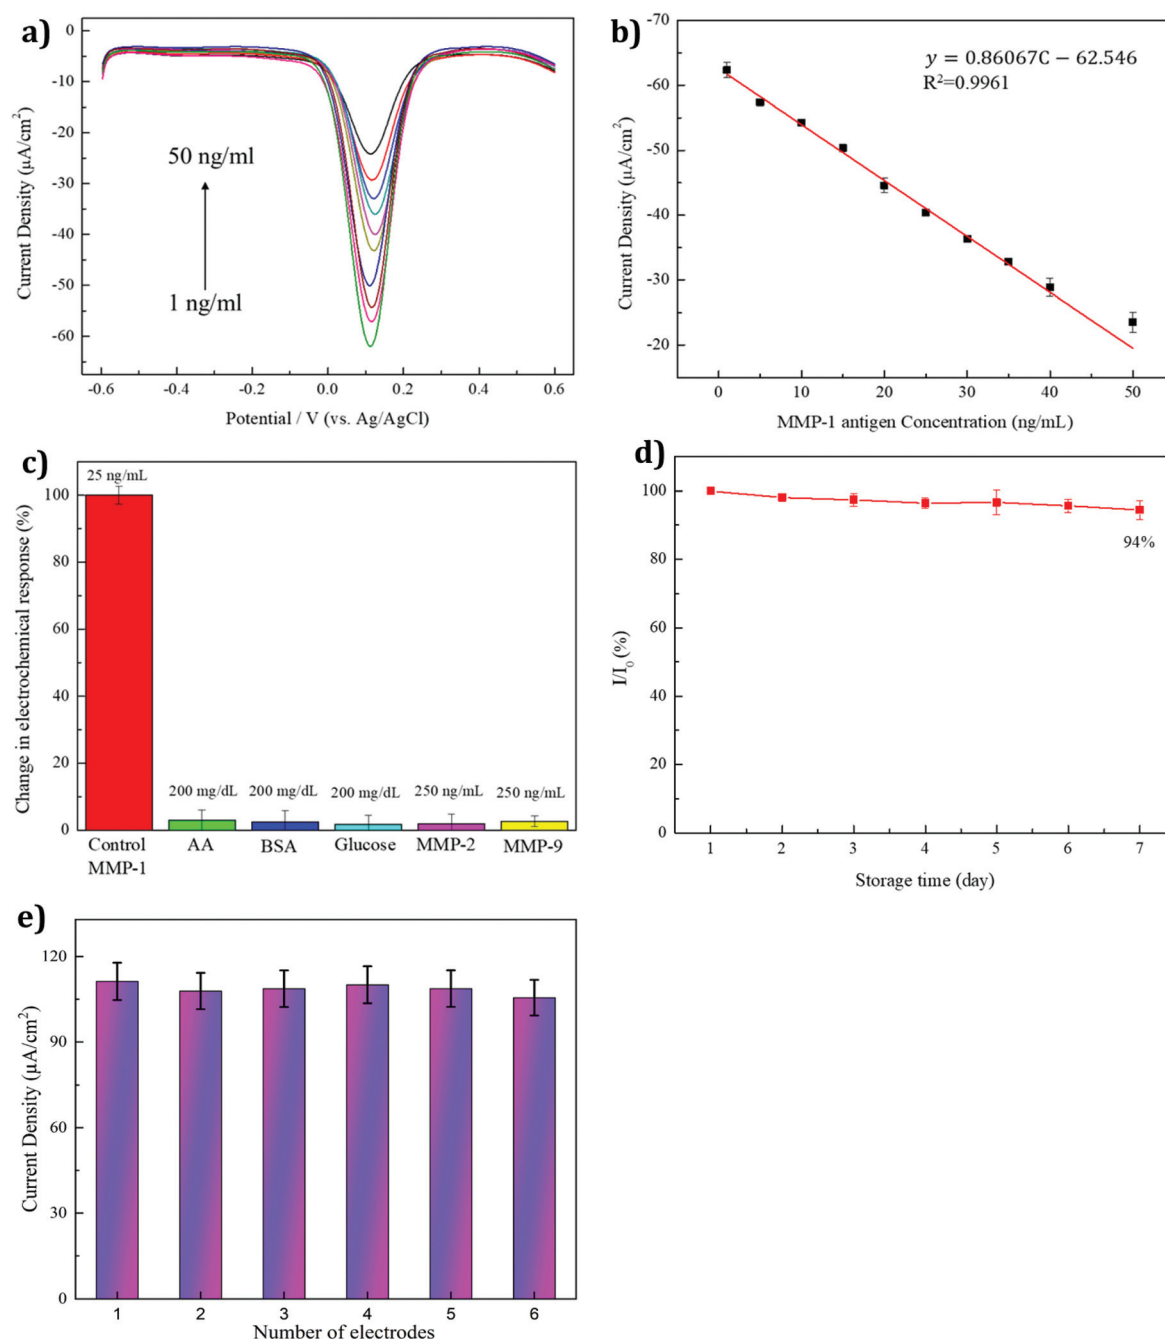 a)
0
-10
-20
-30
-40
-50
-60
Current Density (µA/cm²)
50 ng/ml
1 ng/ml
-0.6
-0.4
-0.2
0.0
0.2
0.4
0.6
Potential / V (vs. Ag/AgCl)
b)
-70
-60
-50
-40
-30
-20
Current Density (µA/cm²)
y = 0.86067C − 62.546
R²=0.9961
0
10
20
30
40
50
MMP-1 antigen Concentration (ng/mL)
c)
100
80
60
40
20
0
Change in electrochemical response (%)
25 ng/mL
200 mg/dL
200 mg/dL
200 mg/dL
250 ng/mL
250 ng/mL
Control
MMP-1
AA
BSA
Glucose
MMP-2
MMP-9
d)
100
80
60
40
20
0
I/I₀ (%)
94%
1
2
3
4
5
6
7
Storage time (day)
e)
120
90
60
30
0
Current Density (µA/cm²)
1
2
3
4
5
6
Number of electrodes